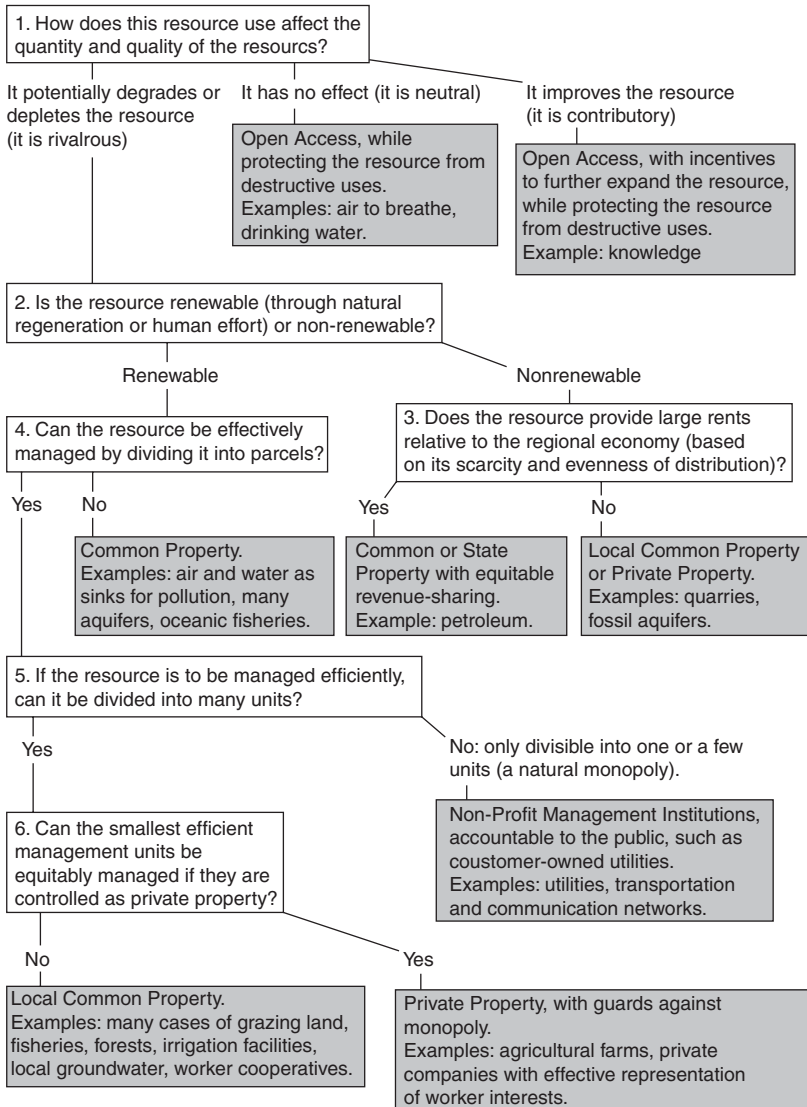 1. How does this resource use affect the
quantity and quality of the resourcs?
It potentially degrades or
depletes the resource
(it is rivalrous)
It has no effect (it is neutral)
It improves the resource
(it is contributory)
Open Access, while
protecting the resource from
destructive uses.
Examples: air to breathe,
drinking water.
Open Access, with incentives
to further expand the resource,
while protecting the resource
from destructive uses.
Example: knowledge
2. Is the resource renewable (through natural
regeneration or human effort) or non-renewable?
Renewable
Nonrenewable
4. Can the resource be effectively
managed by dividing it into parcels?
3. Does the resource provide large rents
relative to the regional economy (based
on its scarcity and evenness of distribution)?
Yes
No
Yes
No
Common Property.
Examples: air and water as
sinks for pollution, many
aquifers, oceanic fisheries.
Common or State
Property with equitable
revenue-sharing.
Example: petroleum.
Local Common Property
or Private Property.
Examples: quarries,
fossil aquifers.
5. If the resource is to be managed efficiently,
can it be divided into many units?
Yes
No: only divisible into one or a few
units (a natural monopoly).
6. Can the smallest efficient
management units be
equitably managed if they are
controlled as private property?
Non-Profit Management Institutions,
accountable to the public, such as
coustomer-owned utilities.
Examples: utilities, transportation
and communication networks.
No
Yes
Local Common Property.
Examples: many cases of grazing land,
fisheries, forests, irrigation facilities,
local groundwater, worker cooperatives.
Private Property, with guards against
monopoly.
Examples: agricultural farms, private
companies with effective representation
of worker interests.